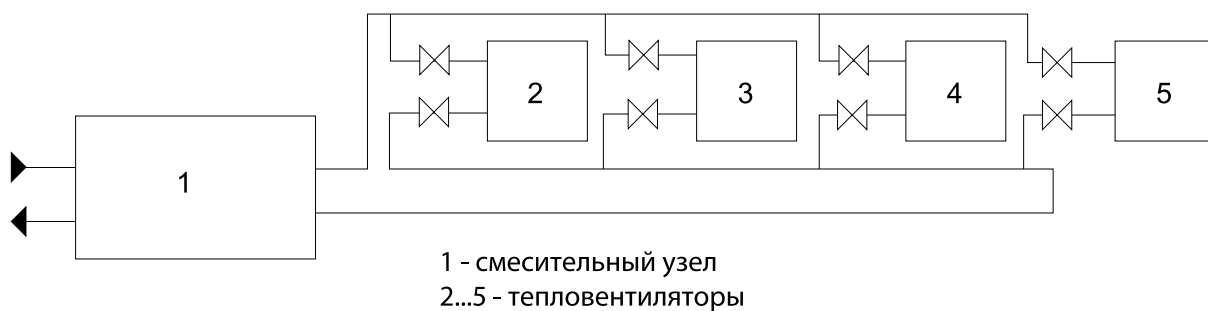 2
3
4
5
1
1 - смесительный узел
2...5 - тепловентиляторы